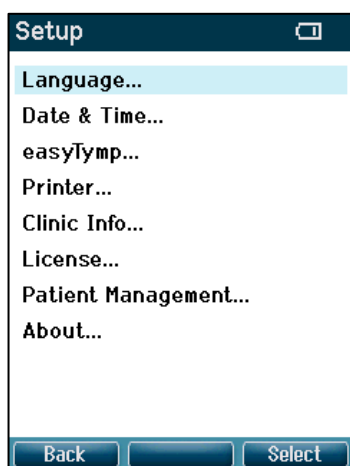 Setup
Language...
Date & Time...
easyTymp...
Printer...
Clinic Info...
License...
Patient Management...
About...
Back
Select